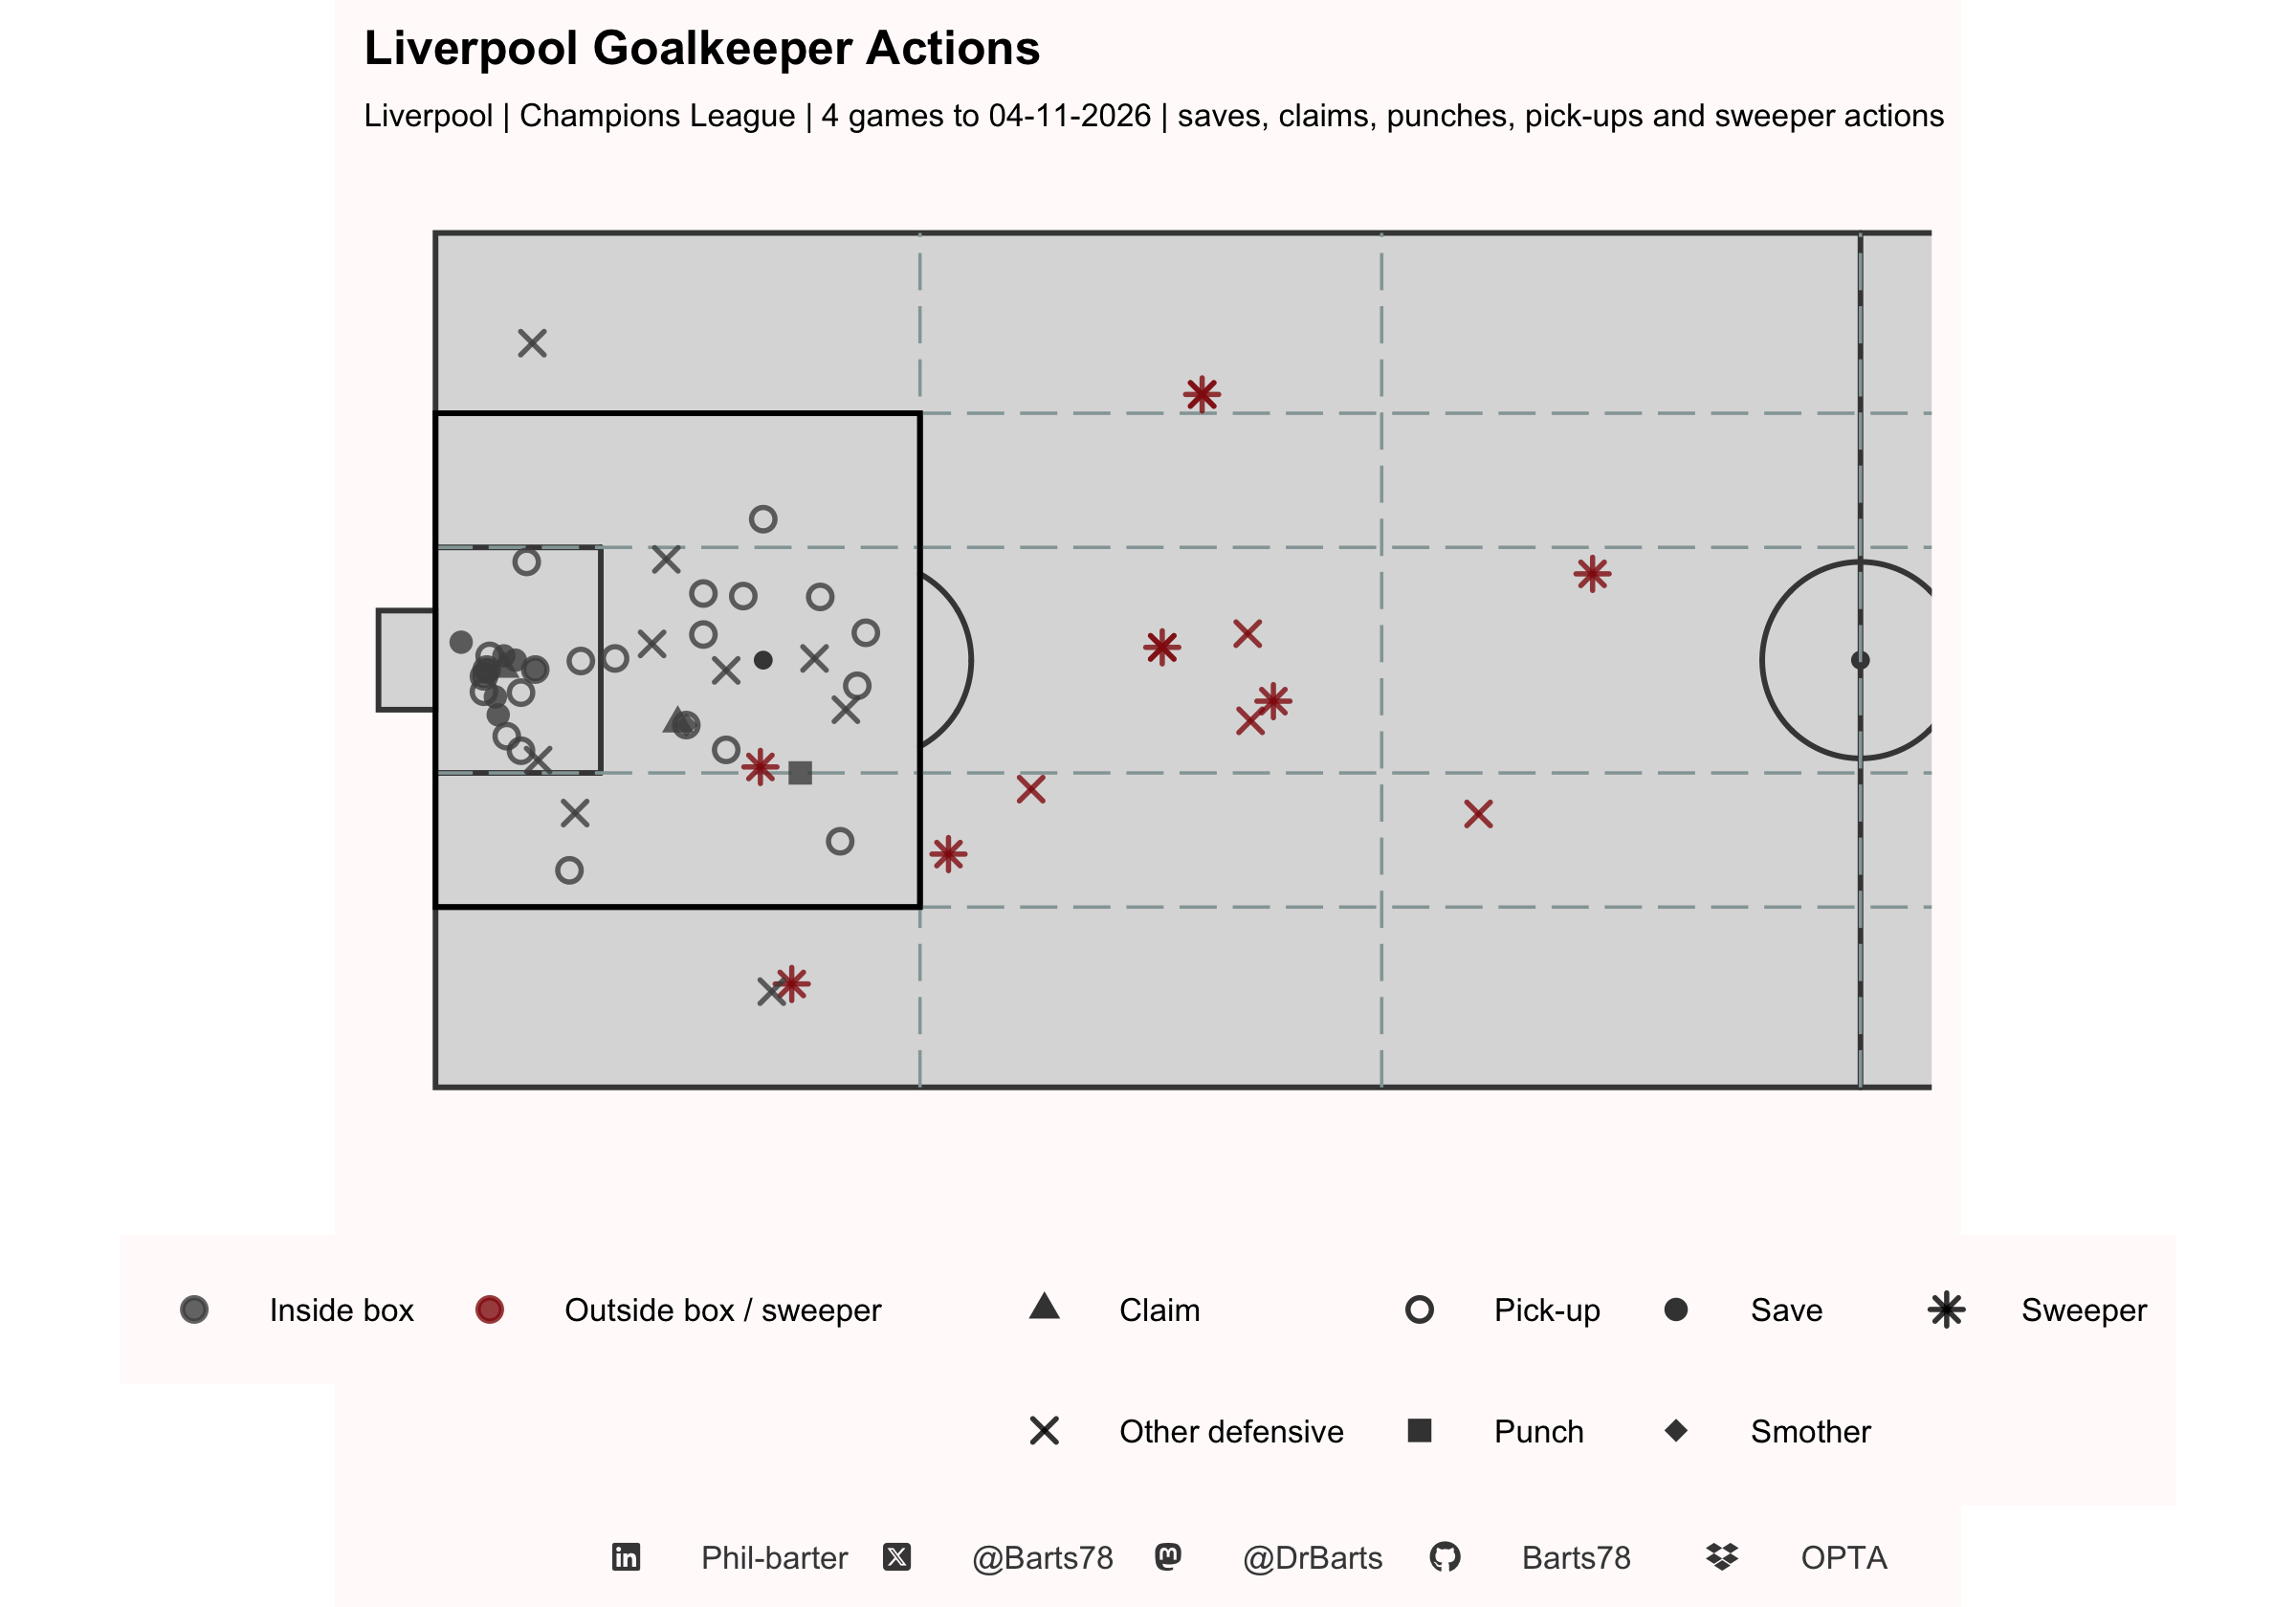 Liverpool Goalkeeper Actions
Liverpool | Champions League | 4 games to 04-11-2026 | saves, claims, punches, pick-ups and sweeper actions
Inside box Outside box / sweeper Claim Pick-up Save Sweeper
Other defensive Punch Smother
Phil-barter @Barts78 @DrBarts Barts78 OPTA